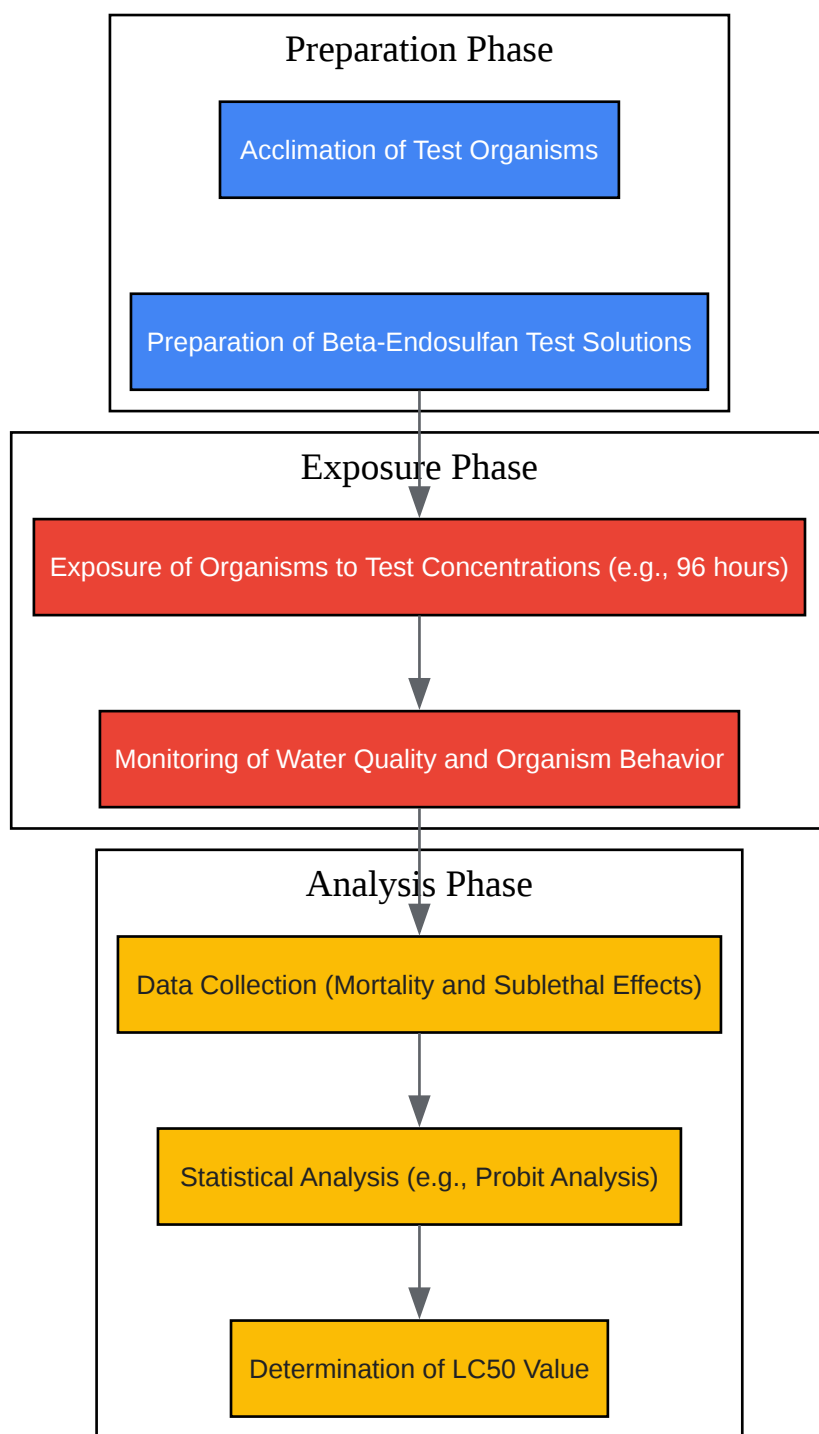 Preparation Phase
Acclimation of Test Organisms
Preparation of Beta-Endosulfan Test Solutions
Exposure Phase
Exposure of Organisms to Test Concentrations (e.g., 96 hours)
Monitoring of Water Quality and Organism Behavior
Analysis Phase
Data Collection (Mortality and Sublethal Effects)
Statistical Analysis (e.g., Probit Analysis)
Determination of LC50 Value